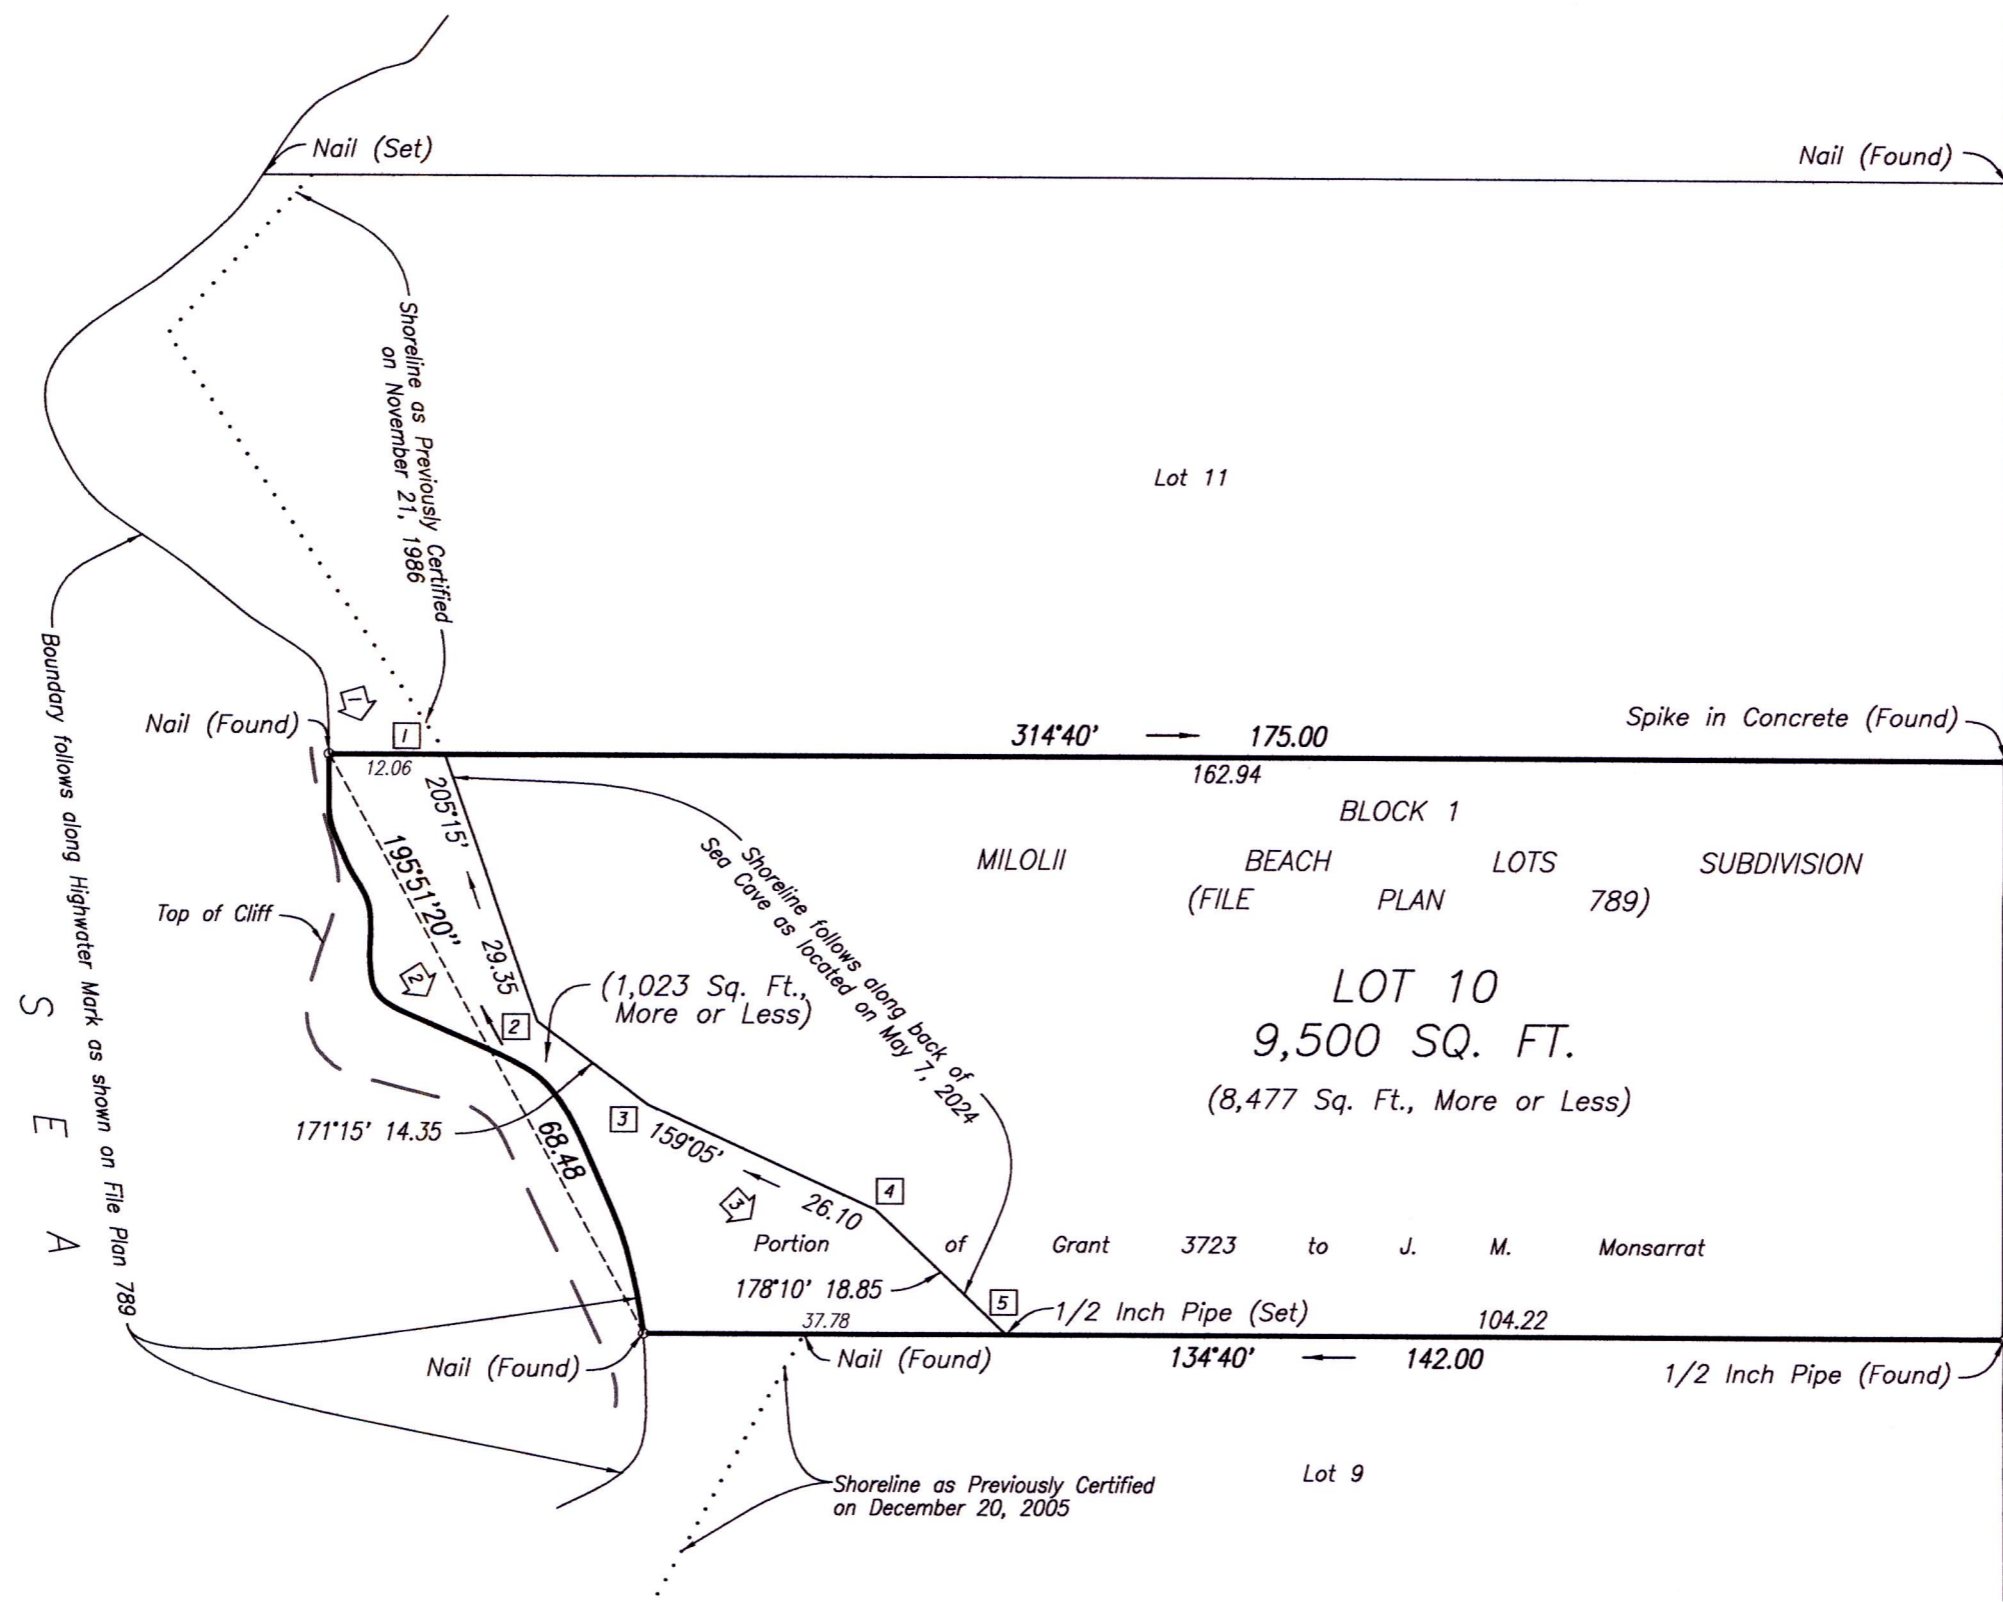 Nail (Set)
Nail (Found)
Shoreline as Previously Certified
on November 21, 1986
Lot 11
Boundary follows along Highwater Mark as shown on File Plan 789
1
Nail (Found)
1
314°40' 175.00
Spike in Concrete (Found)
12.06
162.94
205°15'
29.35
195°51'20"
68.48
Shoreline follows along back of
Sea Cave as located on May 7, 2024
BLOCK 1
MILOLII BEACH LOTS SUBDIVISION
(FILE PLAN 789)
Top of Cliff
2
2
(1,023 Sq. Ft.,
More or Less)
LOT 10
9,500 SQ. FT.
(8,477 Sq. Ft., More or Less)
SEA
171°15' 14.35
3
159°05'
26.10
3
4
Portion of Grant 3723 to J. M. Monsarrat
178°10' 18.85
5
1/2 Inch Pipe (Set)
37.78
104.22
Nail (Found)
Nail (Found)
134°40' 142.00
1/2 Inch Pipe (Found)
Shoreline as Previously Certified
on December 20, 2005
Lot 9